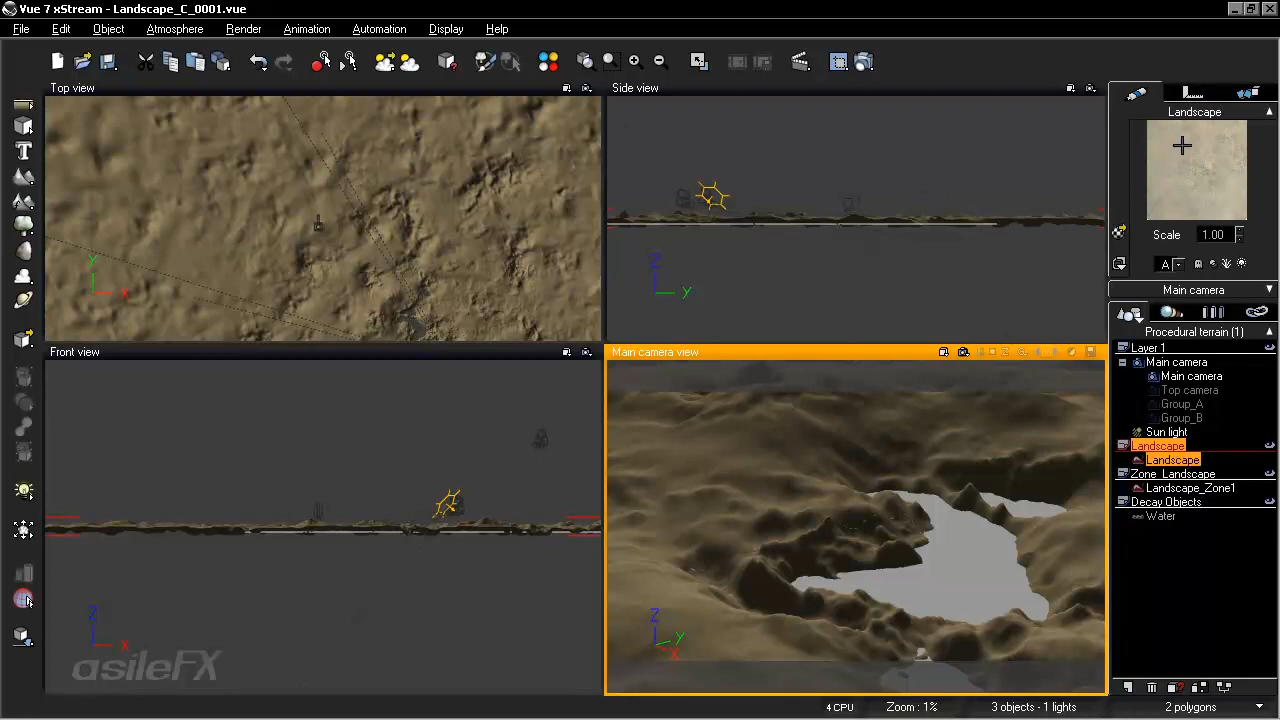 Vue 7 xStream - Landscape_C_0001.vue
File Edit Object Atmosphere Render Animation Automation Display Help
Top view
Side view
Landscape
Scale 1.00
A
Main camera
Procedural terrain (1)
Layer 1
Main camera
Main camera
Top camera
Group_A
Group_B
Sun light
Landscape
Landscape
Zone_Landscape
Landscape_Zone1
Decay Objects
Water
Y
X
Z
Y
Front view
Main camera view
Z
X
Z
Y
X
asileFX
4 CPU Zoom : 1% 3 objects - 1 lights 2 polygons